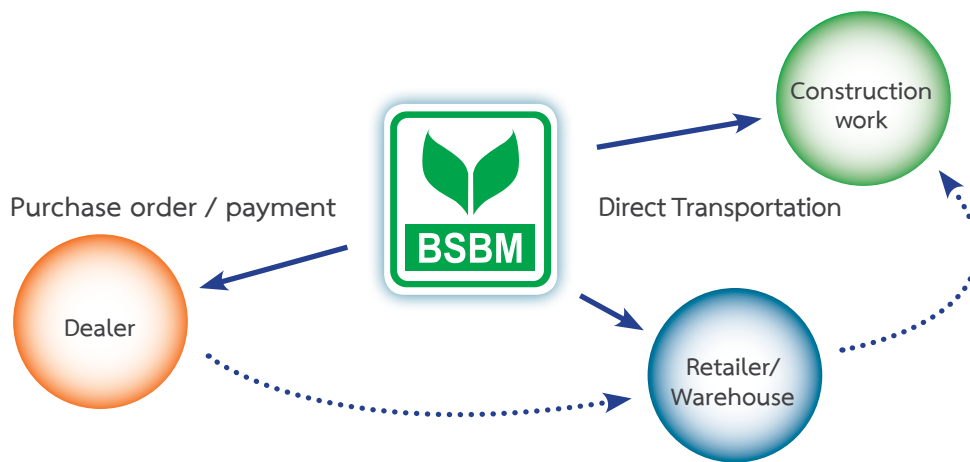 Construction
work
Purchase order / payment
Direct Transportation
BSBM
Dealer
Retailer/
Warehouse